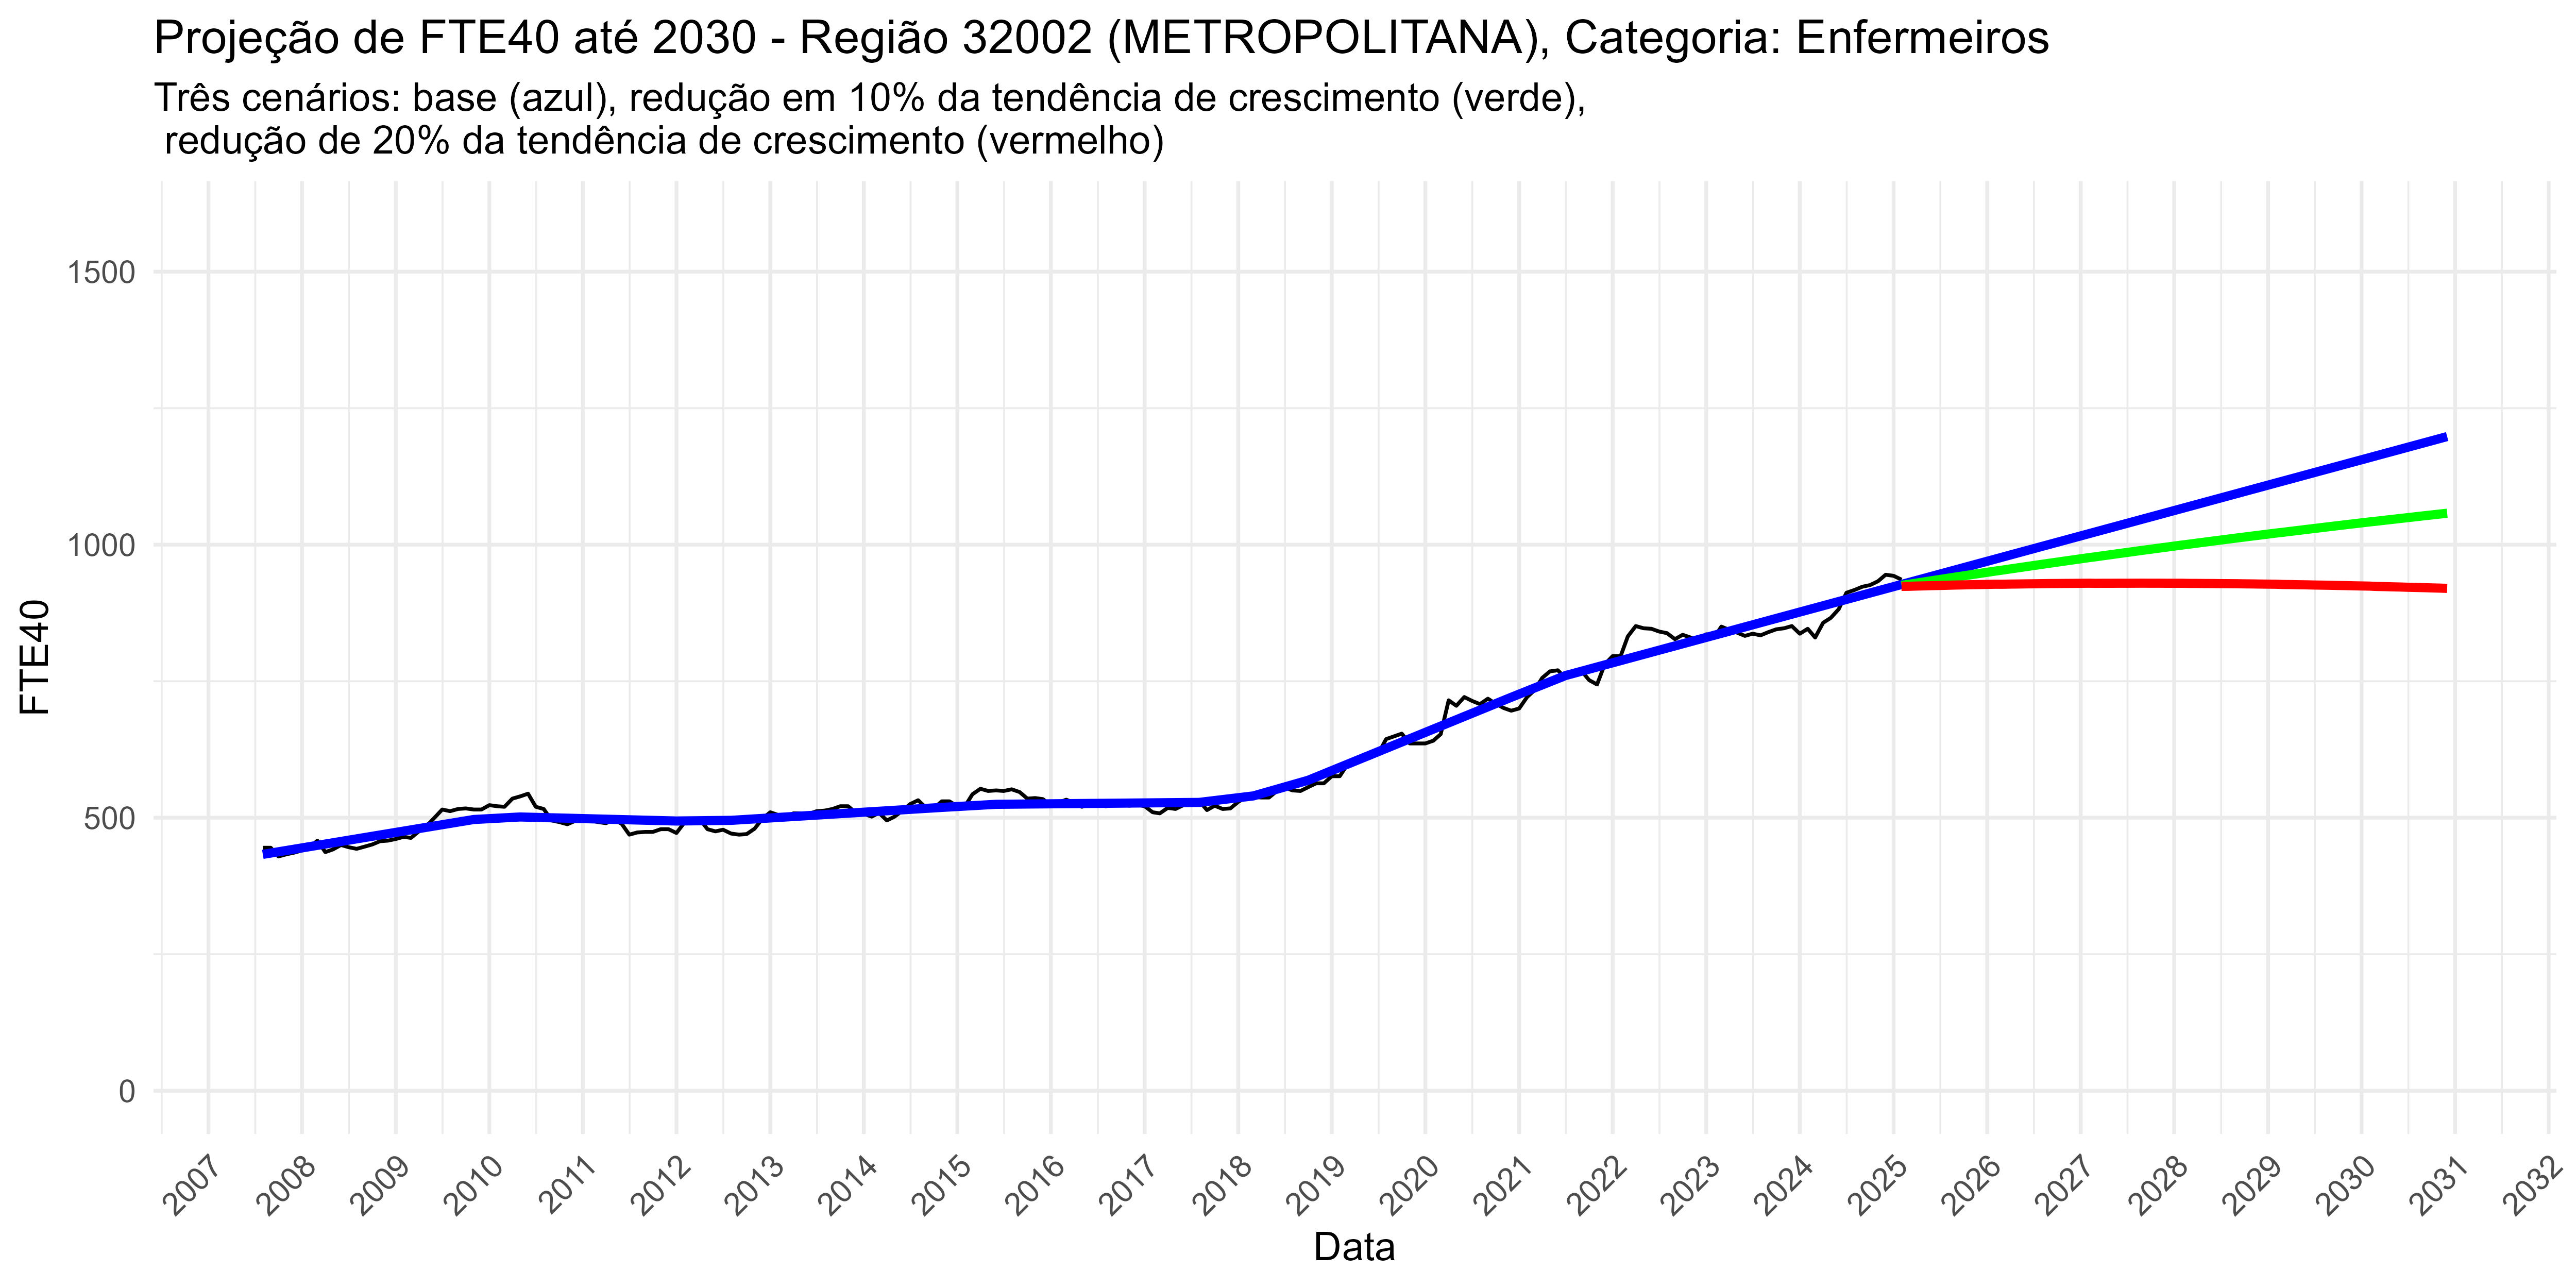 Projeção de FTE40 até 2030 - Região 32002 (METROPOLITANA), Categoria: Enfermeiros
Três cenários: base (azul), redução em 10% da tendência de crescimento (verde),
redução de 20% da tendência de crescimento (vermelho)
FTE40
1500
1000
500
0
2007 2008 2009 2010 2011 2012 2013 2014 2015 2016 2017 2018 2019 2020 2021 2022 2023 2024 2025 2026 2027 2028 2029 2030 2031 2032
Data